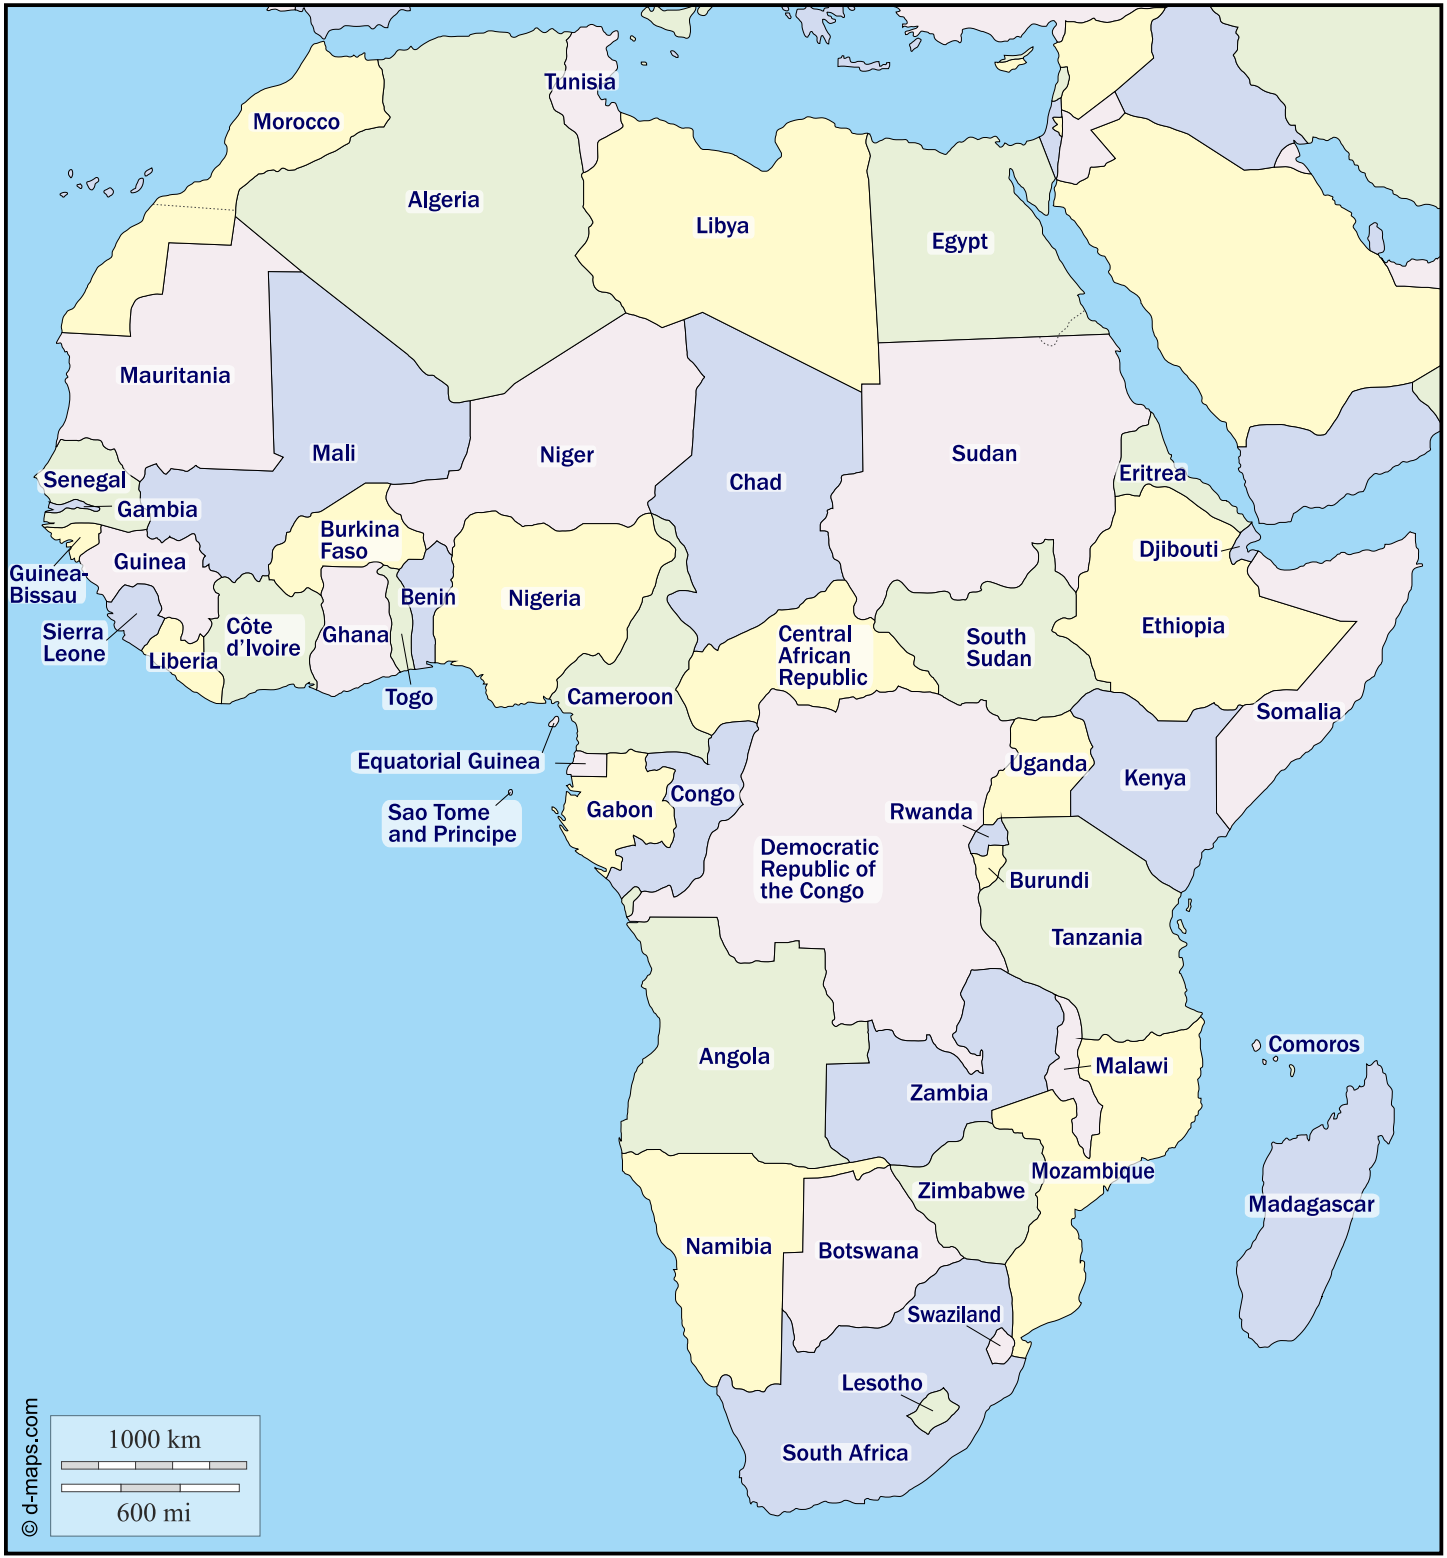 Tunisia
Morocco
Algeria
Libya
Egypt
Mauritania
Mali
Niger
Chad
Sudan
Eritrea
Senegal
Gambia
Burkina
Faso
Djibouti
Guinea
Guinea-
Bissau
Benin
Nigeria
Sierra
Leone
Côte
d'Ivoire
Ghana
Liberia
Togo
Central
African
Republic
South
Sudan
Ethiopia
Cameroon
Somalia
Equatorial Guinea
Uganda
Kenya
Sao Tome
and Principe
Gabon
Congo
Rwanda
Democratic
Republic of
the Congo
Burundi
Tanzania
Angola
Comoros
Malawi
Zambia
Mozambique
Zimbabwe
Madagascar
Namibia
Botswana
Swaziland
Lesotho
South Africa
1000 km
600 mi
© d-maps.com